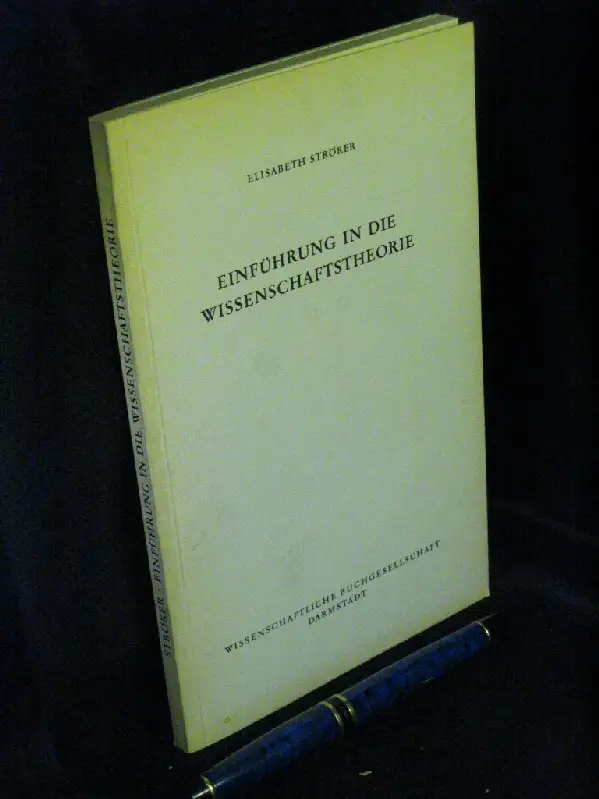 ELISABETH STRÖKER
EINFÜHRUNG IN DIE
WISSENSCHAFTSTHEORIE
WISSENSCHAFTLICHE BUCHGESELLSCHAFT
DARMSTADT
STRÖKER · EINFÜHRUNG IN DIE WISSENSCHAFTSTHEORIE